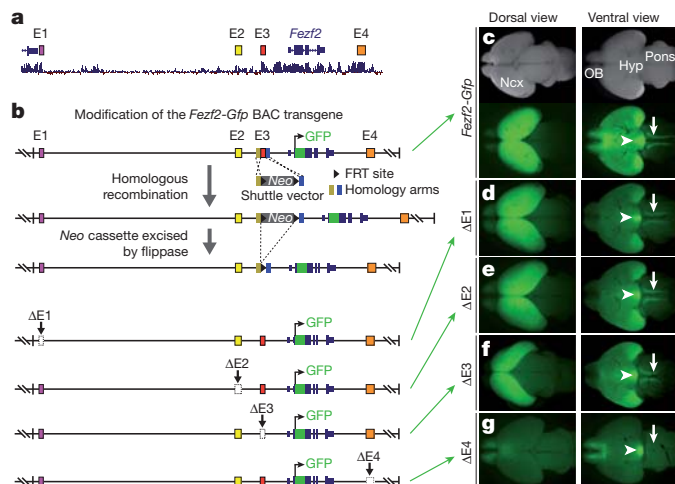 a
E1
E2
E3
Fezf2
E4
b
Modification of the Fezf2-Gfp BAC transgene
E1
E2
E3
GFP
E4
Homologous recombination
Neo
Shuttle vector
FRT site
Homology arms
Neo
Neo cassette excised by flippase
ΔE1
GFP
ΔE2
GFP
ΔE3
GFP
ΔE4
GFP
Dorsal view
Ventral view
Fezf2-Gfp
c
Ncx
OB
Hyp
Pons
ΔE1
d
ΔE2
e
ΔE3
f
ΔE4
g